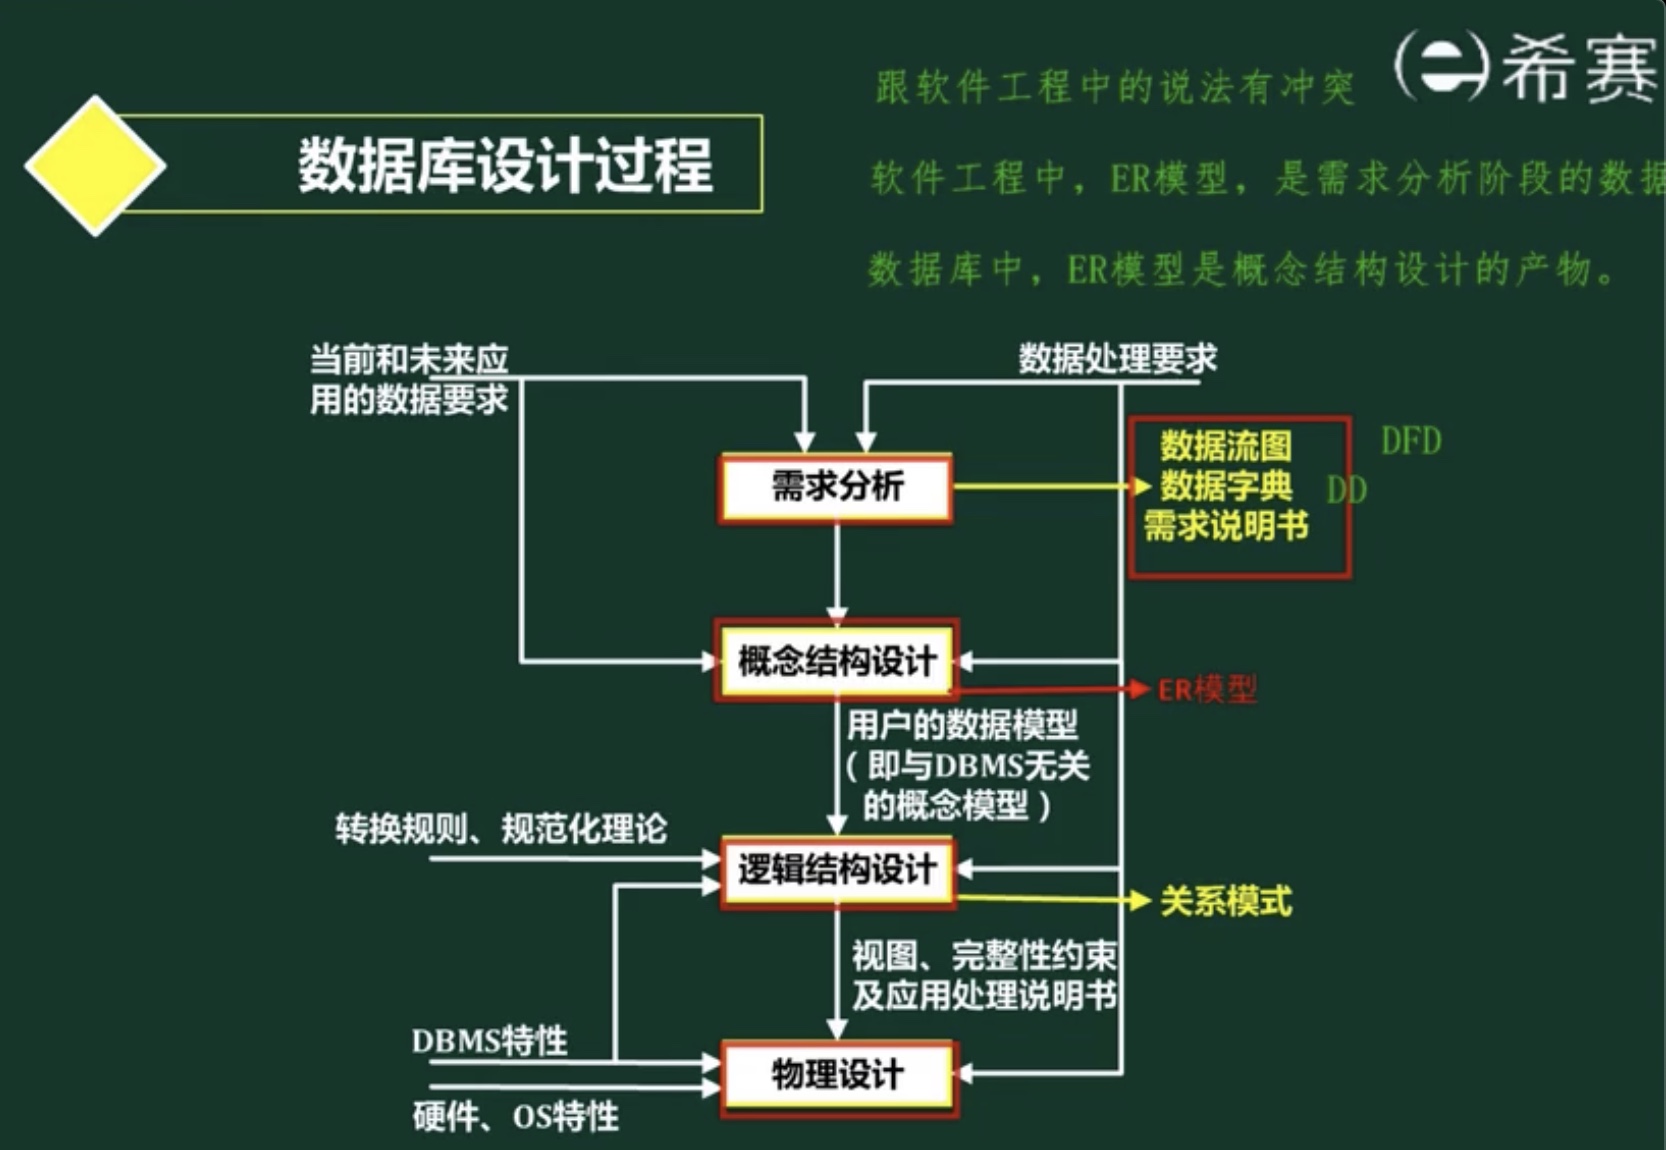 跟软件工程中的说法有冲突
希赛
数据库设计过程
软件工程中，ER模型，是需求分析阶段的数据
数据库中，ER模型是概念结构设计的产物。
当前和未来应
用的数据要求
数据处理要求
数据流图
DFD
需求分析
数据字典
DD
需求说明书
概念结构设计
ER模型
用户的数据模型
（即与DBMS无关
的概念模型）
转换规则、规范化理论
逻辑结构设计
关系模式
视图、完整性约束
及应用处理说明书
DBMS特性
物理设计
硬件、OS特性